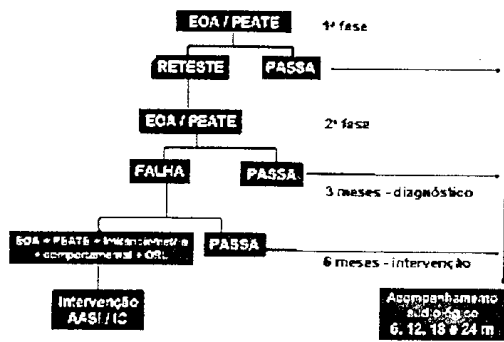 EOA / PEATE
1ª fase
RETESTE
PASSA
EOA / PEATE
2ª fase
FALHA
PASSA
3 meses - diagnóstico
EOA + PEATE + Imitanciometria
+ comportamental + ORL
PASSA
6 meses - intervenção
Intervenção
AASI / IC
Acompanhamento
audiológico
6, 12, 18 e 24 m